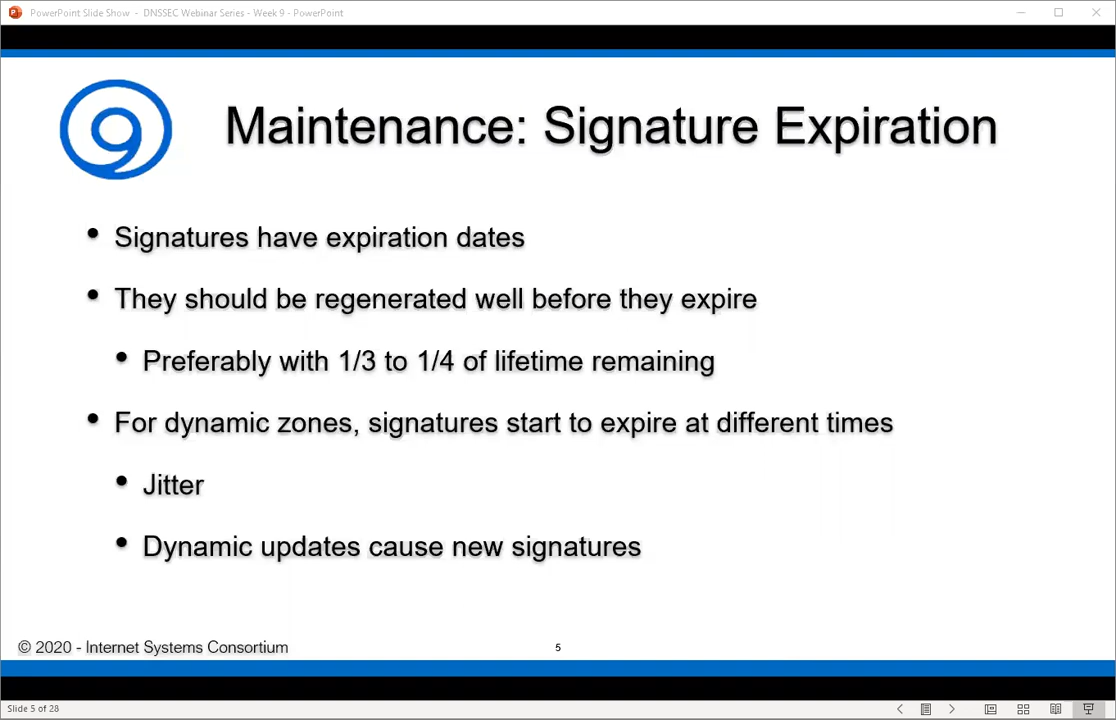 PowerPoint Slide Show - DNSSEC Webinar Series - Week 9 - PowerPoint
Maintenance: Signature Expiration
• Signatures have expiration dates
• They should be regenerated well before they expire
• Preferably with 1/3 to 1/4 of lifetime remaining
• For dynamic zones, signatures start to expire at different times
• Jitter
• Dynamic updates cause new signatures
© 2020 - Internet Systems Consortium
5
Slide 5 of 28